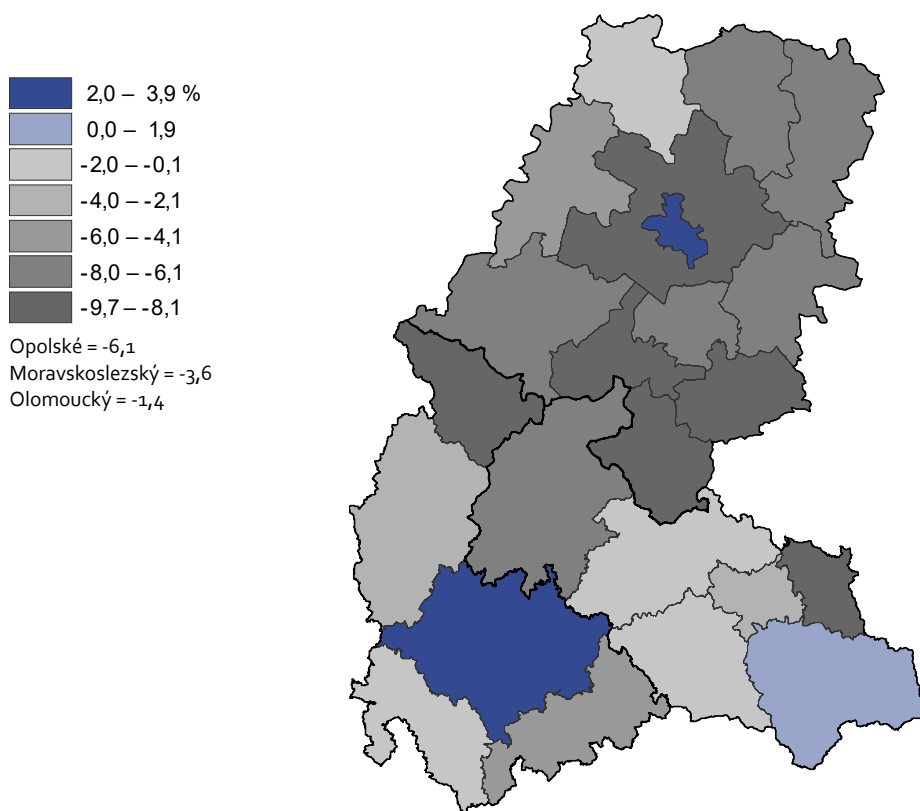 2,0 – 3,9 %
0,0 – 1,9
-2,0 – -0,1
-4,0 – -2,1
-6,0 – -4,1
-8,0 – -6,1
-9,7 – -8,1
Opolské = -6,1
Moravskoslezský = -3,6
Olomoucký = -1,4